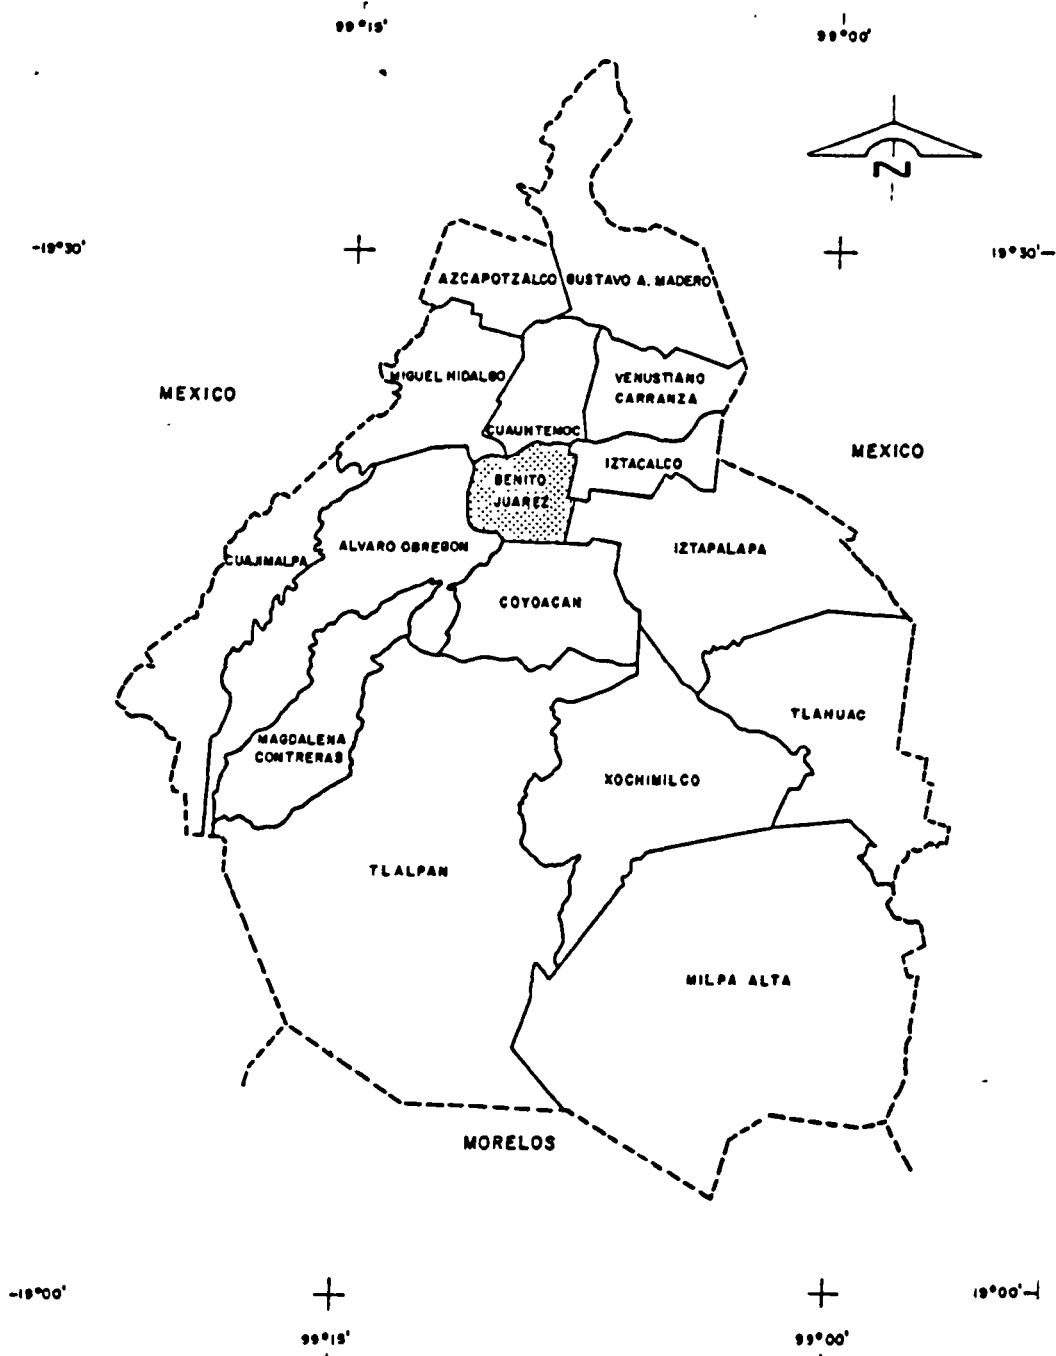 99°15'
99°00'
N
-19°30'
19°30'-
AZCAPOTZALCO
GUSTAVO A. MADERO
MEXICO
MIGUEL HIDALGO
VENUSTIANO
CARRANZA
CUAUHTEMOC
MEXICO
IZTACALCO
BENITO
JUAREZ
ALVARO OBREGON
IZTAPALAPA
CUAJIMALPA
COYOACAN
TLAHUAC
MAGDALENA
CONTRERAS
XOCHIMILCO
TLALPAN
MILPA ALTA
MORELOS
-19°00'
19°00'-
99°15'
99°00'